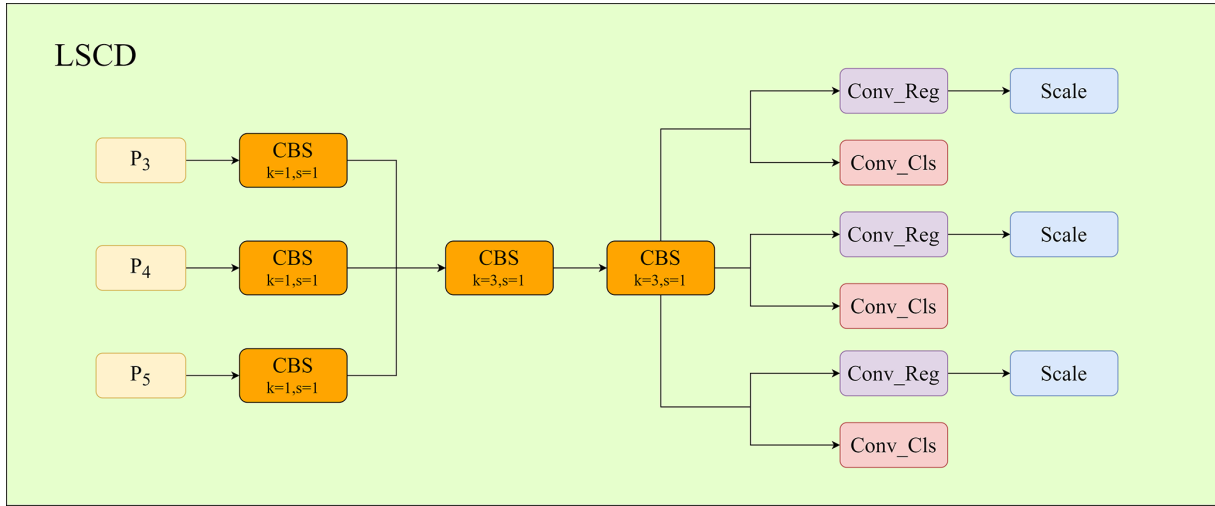 LSCD
P3
CBS
k=1,s=1
P4
CBS
k=1,s=1
P5
CBS
k=1,s=1
CBS
k=3,s=1
CBS
k=3,s=1
Conv_Reg
Scale
Conv_Cls
Conv_Reg
Scale
Conv_Cls
Conv_Reg
Scale
Conv_Cls